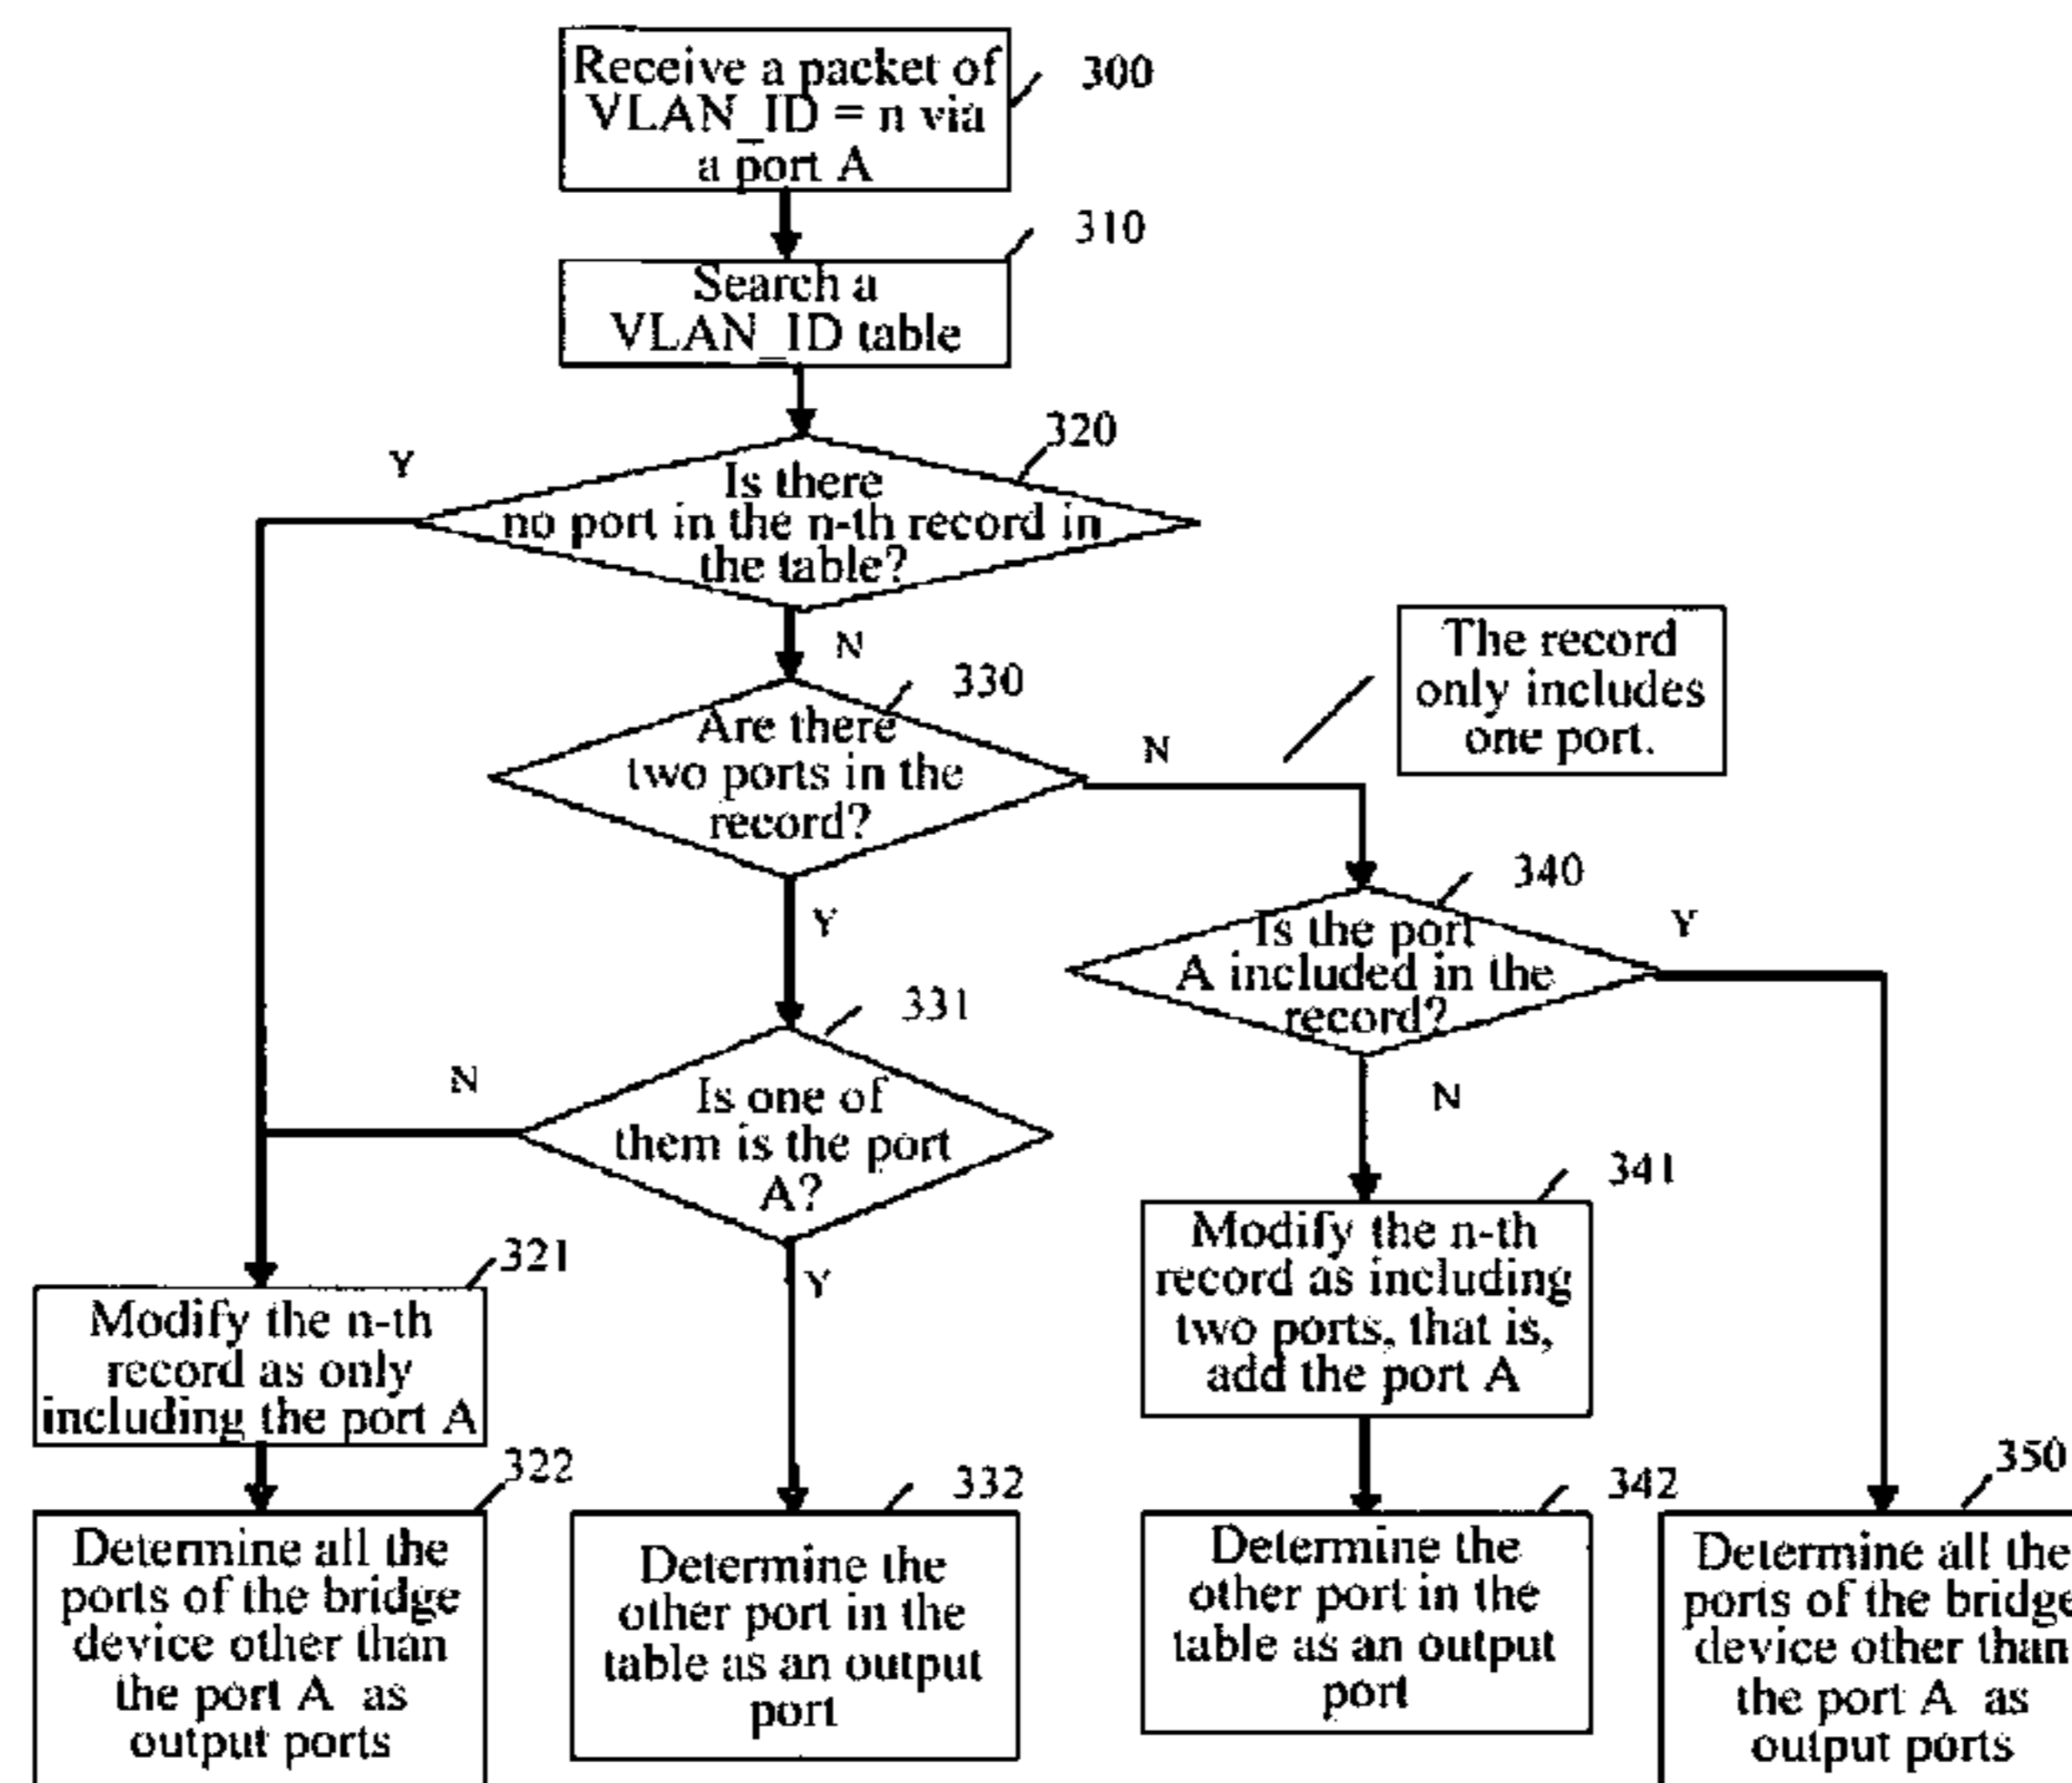 Receive a packet of
VLAN_ID = n via
a port A
300
310
Search a
VLAN_ID table
320
Y
Is there
no port in the n-th record in
the table?
N
The record
only includes
one port.
330
Are there
two ports in the
record?
N
340
Y
Is the port
A included in the
record?
Y
331
N
Is one of
them is the port
A?
N
341
Modify the n-th
record as including
two ports, that is,
add the port A
321
Y
Modify the n-th
record as only
including the port A
322
332
342
350
Determine all the
ports of the bridge
device other than
the port A as
output ports
Determine the
other port in the
table as an output
port
Determine the
other port in the
table as an output
port
Determine all the
ports of the bridge
device other than
the port A as
output ports